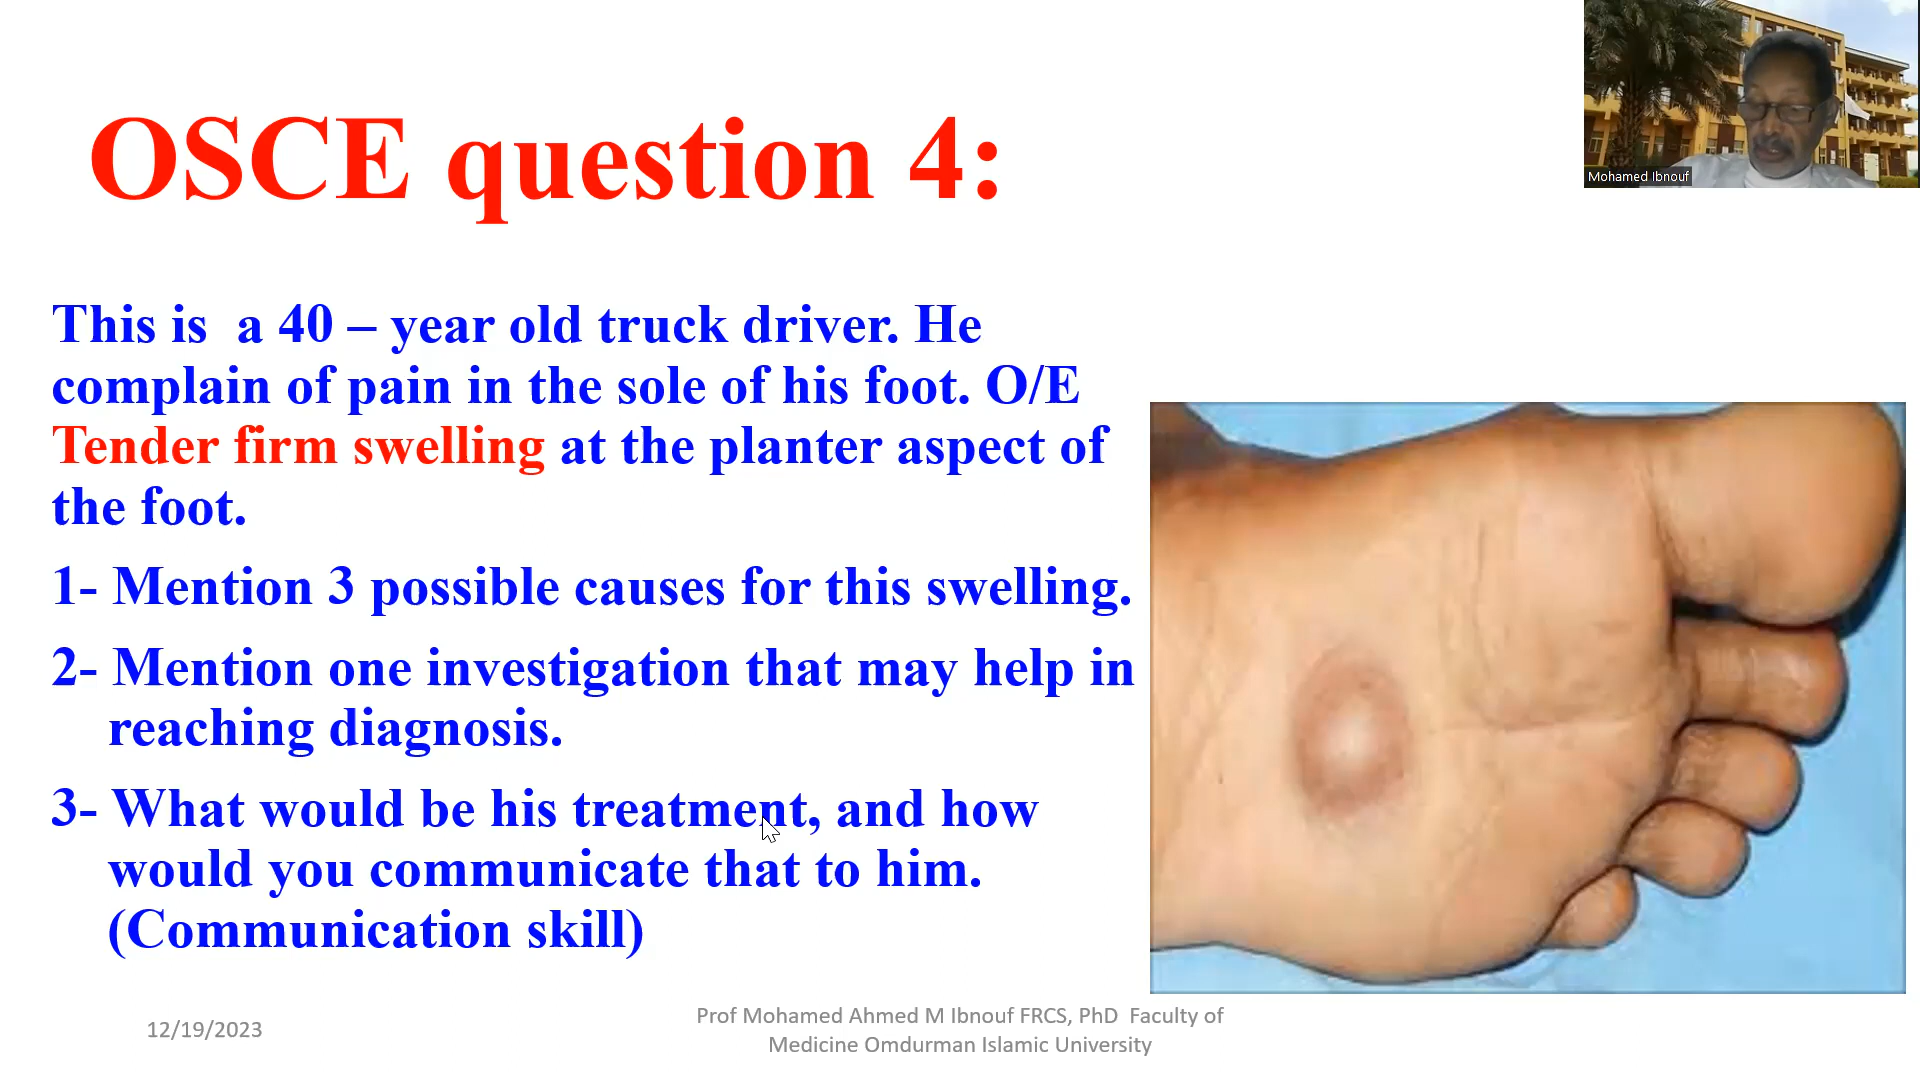 OSCE question 4:
Mohamed Ibnouf
This is  a 40 – year old truck driver. He
complain of pain in the sole of his foot. O/E
Tender firm swelling at the planter aspect of
the foot.
1- Mention 3 possible causes for this swelling.
2- Mention one investigation that may help in
reaching diagnosis.
3- What would be his treatment, and how
would you communicate that to him.
(Communication skill)
12/19/2023
Prof Mohamed Ahmed M Ibnouf FRCS, PhD  Faculty of
Medicine Omdurman Islamic University